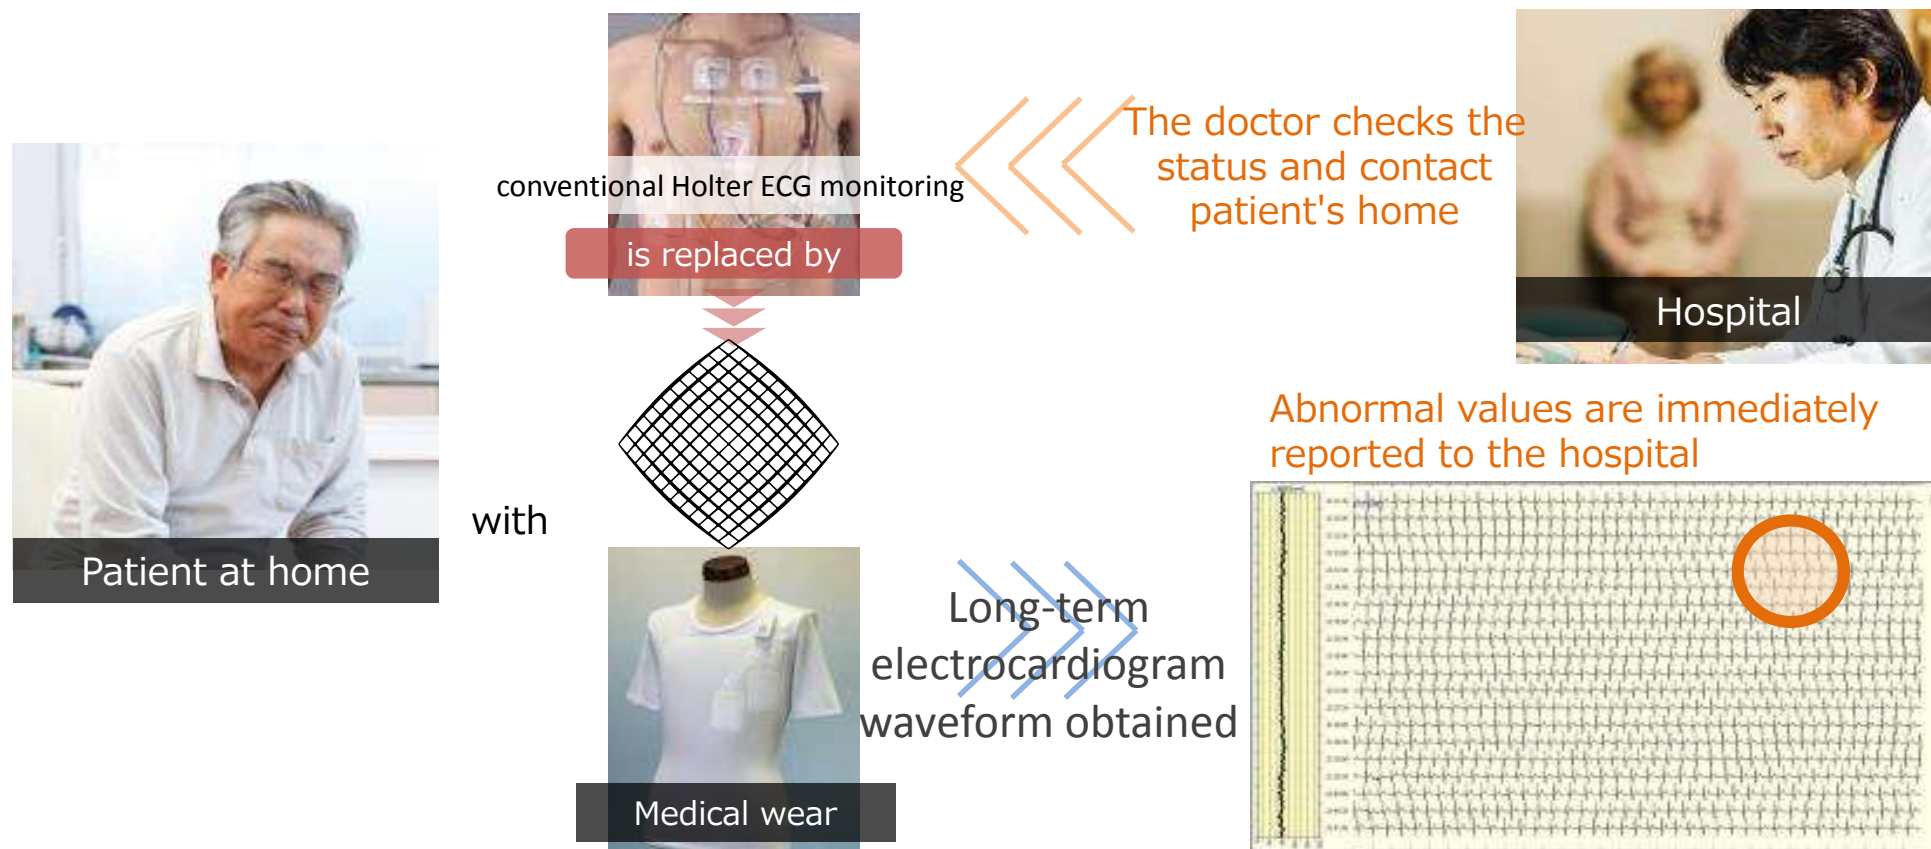 conventional Holter ECG monitoring
is replaced by
The doctor checks the
status and contact
patient's home
Hospital
Patient at home
with
Abnormal values are immediately
reported to the hospital
Long-term
electrocardiogram
waveform obtained
Medical wear